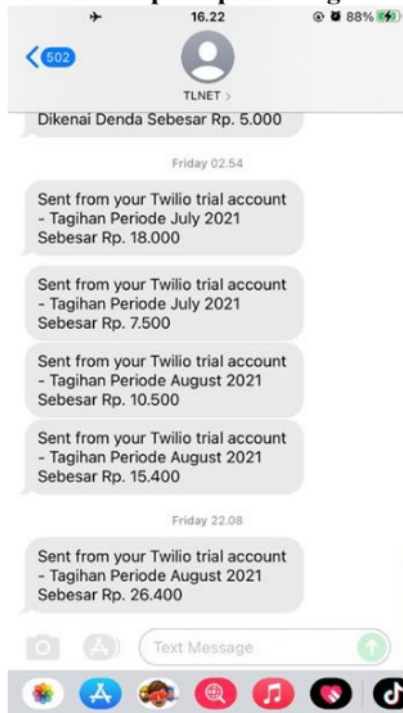 16.22
88%
502
TLNET >
Dikenai Denda Sebesar Rp. 5.000
Friday 02.54
Sent from your Twilio trial account
- Tagihan Periode July 2021
Sebesar Rp. 18.000
Sent from your Twilio trial account
- Tagihan Periode July 2021
Sebesar Rp. 7.500
Sent from your Twilio trial account
- Tagihan Periode August 2021
Sebesar Rp. 10.500
Sent from your Twilio trial account
- Tagihan Periode August 2021
Sebesar Rp. 15.400
Friday 22.08
Sent from your Twilio trial account
- Tagihan Periode August 2021
Sebesar Rp. 26.400
Text Message